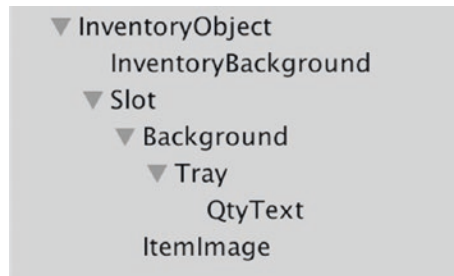 InventoryObject
InventoryBackground
Slot
Background
Tray
QtyText
ItemImage